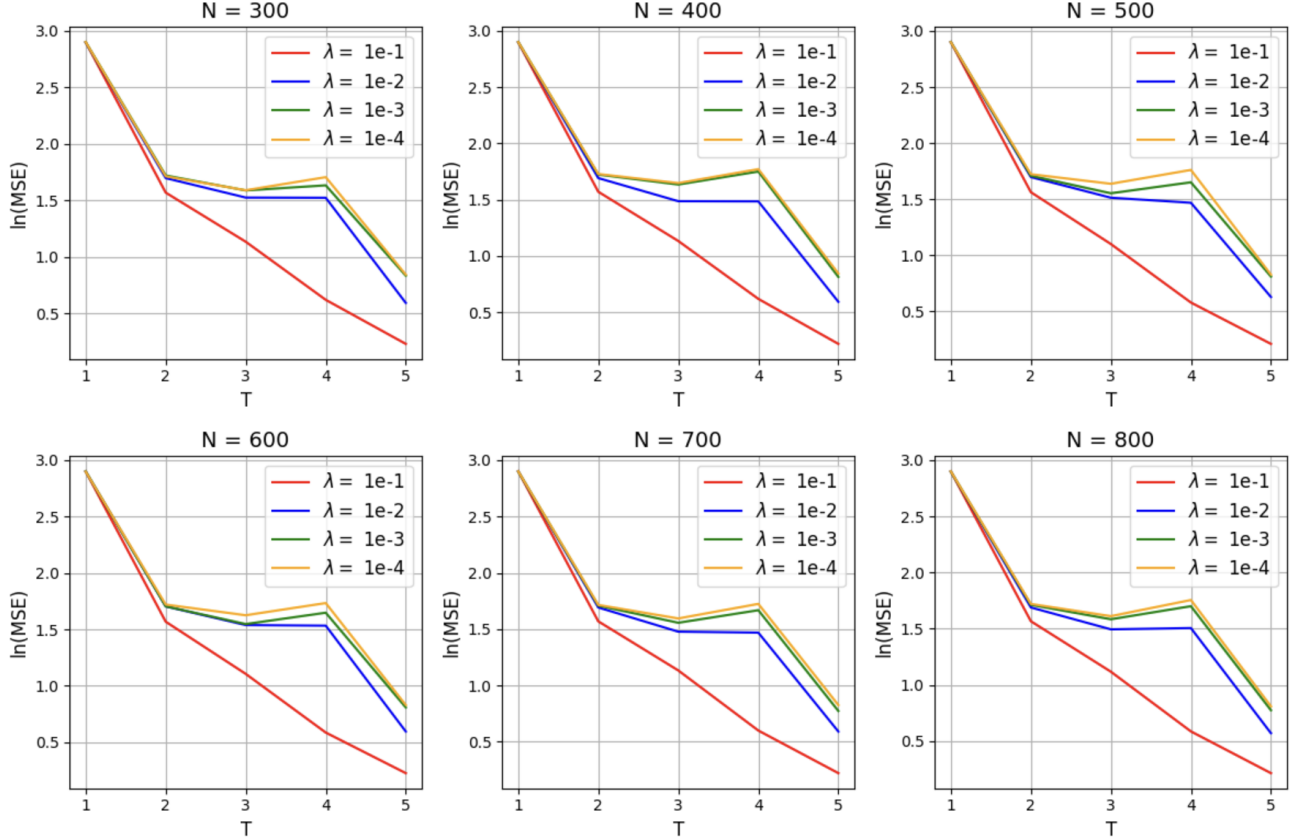 N = 300
3.0
2.5
2.0
1.5
1.0
0.5
ln(MSE)
λ = 1e-1
λ = 1e-2
λ = 1e-3
λ = 1e-4
1 2 3 4 5
T
N = 400
3.0
2.5
2.0
1.5
1.0
0.5
ln(MSE)
λ = 1e-1
λ = 1e-2
λ = 1e-3
λ = 1e-4
1 2 3 4 5
T
N = 500
3.0
2.5
2.0
1.5
1.0
0.5
ln(MSE)
λ = 1e-1
λ = 1e-2
λ = 1e-3
λ = 1e-4
1 2 3 4 5
T
N = 600
3.0
2.5
2.0
1.5
1.0
0.5
ln(MSE)
λ = 1e-1
λ = 1e-2
λ = 1e-3
λ = 1e-4
1 2 3 4 5
T
N = 700
3.0
2.5
2.0
1.5
1.0
0.5
ln(MSE)
λ = 1e-1
λ = 1e-2
λ = 1e-3
λ = 1e-4
1 2 3 4 5
T
N = 800
3.0
2.5
2.0
1.5
1.0
0.5
ln(MSE)
λ = 1e-1
λ = 1e-2
λ = 1e-3
λ = 1e-4
1 2 3 4 5
T